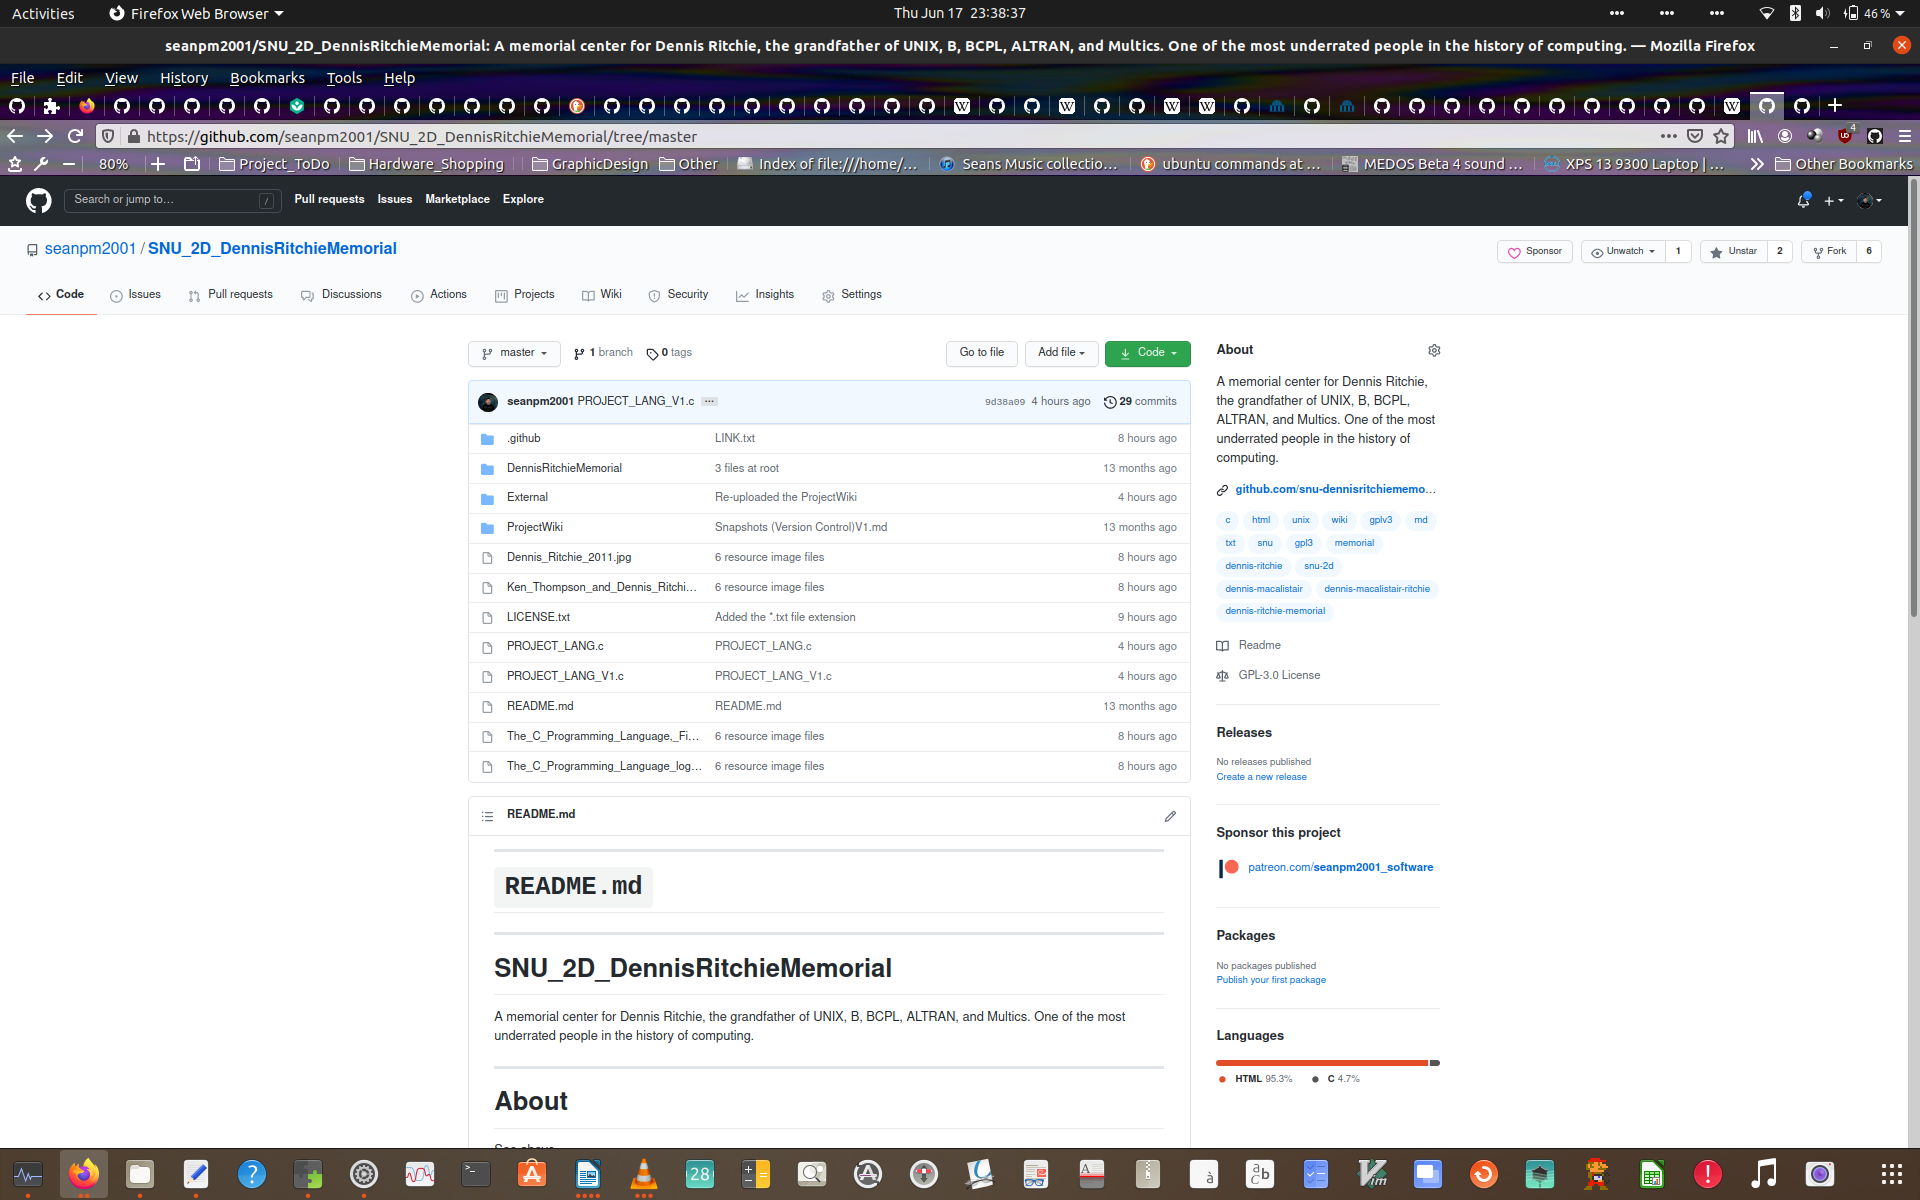 Activities Firefox Web Browser Thu Jun 17 23:38:37 46 %
seanpm2001/SNU_2D_DennisRitchieMemorial: A memorial center for Dennis Ritchie, the grandfather of UNIX, B, BCPL, ALTRAN, and Multics. One of the most underrated people in the history of computing. — Mozilla Firefox
File Edit View History Bookmarks Tools Help
https://github.com/seanpm2001/SNU_2D_DennisRitchieMemorial/tree/master
80% Project_ToDo Hardware_Shopping GraphicDesign Other Index of file:///home/... Seans Music collectio... ubuntu commands at ... MEDOS Beta 4 sound ... XPS 13 9300 Laptop | ... Other Bookmarks
Search or jump to... / Pull requests Issues Marketplace Explore
seanpm2001 / SNU_2D_DennisRitchieMemorial
Sponsor Unwatch 1 Unstar 2 Fork 6
Code Issues Pull requests Discussions Actions Projects Wiki Security Insights Settings
master 1 branch 0 tags Go to file Add file Code
seanpm2001 PROJECT_LANG_V1.c ... 9d38a09 4 hours ago 29 commits
.github LINK.txt 8 hours ago
DennisRitchieMemorial 3 files at root 13 months ago
External Re-uploaded the ProjectWiki 4 hours ago
ProjectWiki Snapshots (Version Control)V1.md 13 months ago
Dennis_Ritchie_2011.jpg 6 resource image files 8 hours ago
Ken_Thompson_and_Dennis_Ritchi... 6 resource image files 8 hours ago
LICENSE.txt Added the *.txt file extension 9 hours ago
PROJECT_LANG.c PROJECT_LANG.c 4 hours ago
PROJECT_LANG_V1.c PROJECT_LANG_V1.c 4 hours ago
README.md README.md 13 months ago
The_C_Programming_Language,_Fi... 6 resource image files 8 hours ago
The_C_Programming_Language_log... 6 resource image files 8 hours ago
README.md
README.md
SNU_2D_DennisRitchieMemorial
A memorial center for Dennis Ritchie, the grandfather of UNIX, B, BCPL, ALTRAN, and Multics. One of the most
underrated people in the history of computing.
About
See above
About
A memorial center for Dennis Ritchie,
the grandfather of UNIX, B, BCPL,
ALTRAN, and Multics. One of the most
underrated people in the history of
computing.
github.com/snu-dennisritchiememo...
c html unix wiki gplv3 md
txt snu gpl3 memorial
dennis-ritchie snu-2d
dennis-macalistair dennis-macalistair-ritchie
dennis-ritchie-memorial
Readme
GPL-3.0 License
Releases
No releases published
Create a new release
Sponsor this project
patreon.com/seanpm2001_software
Packages
No packages published
Publish your first package
Languages
HTML 95.3% C 4.7%
28